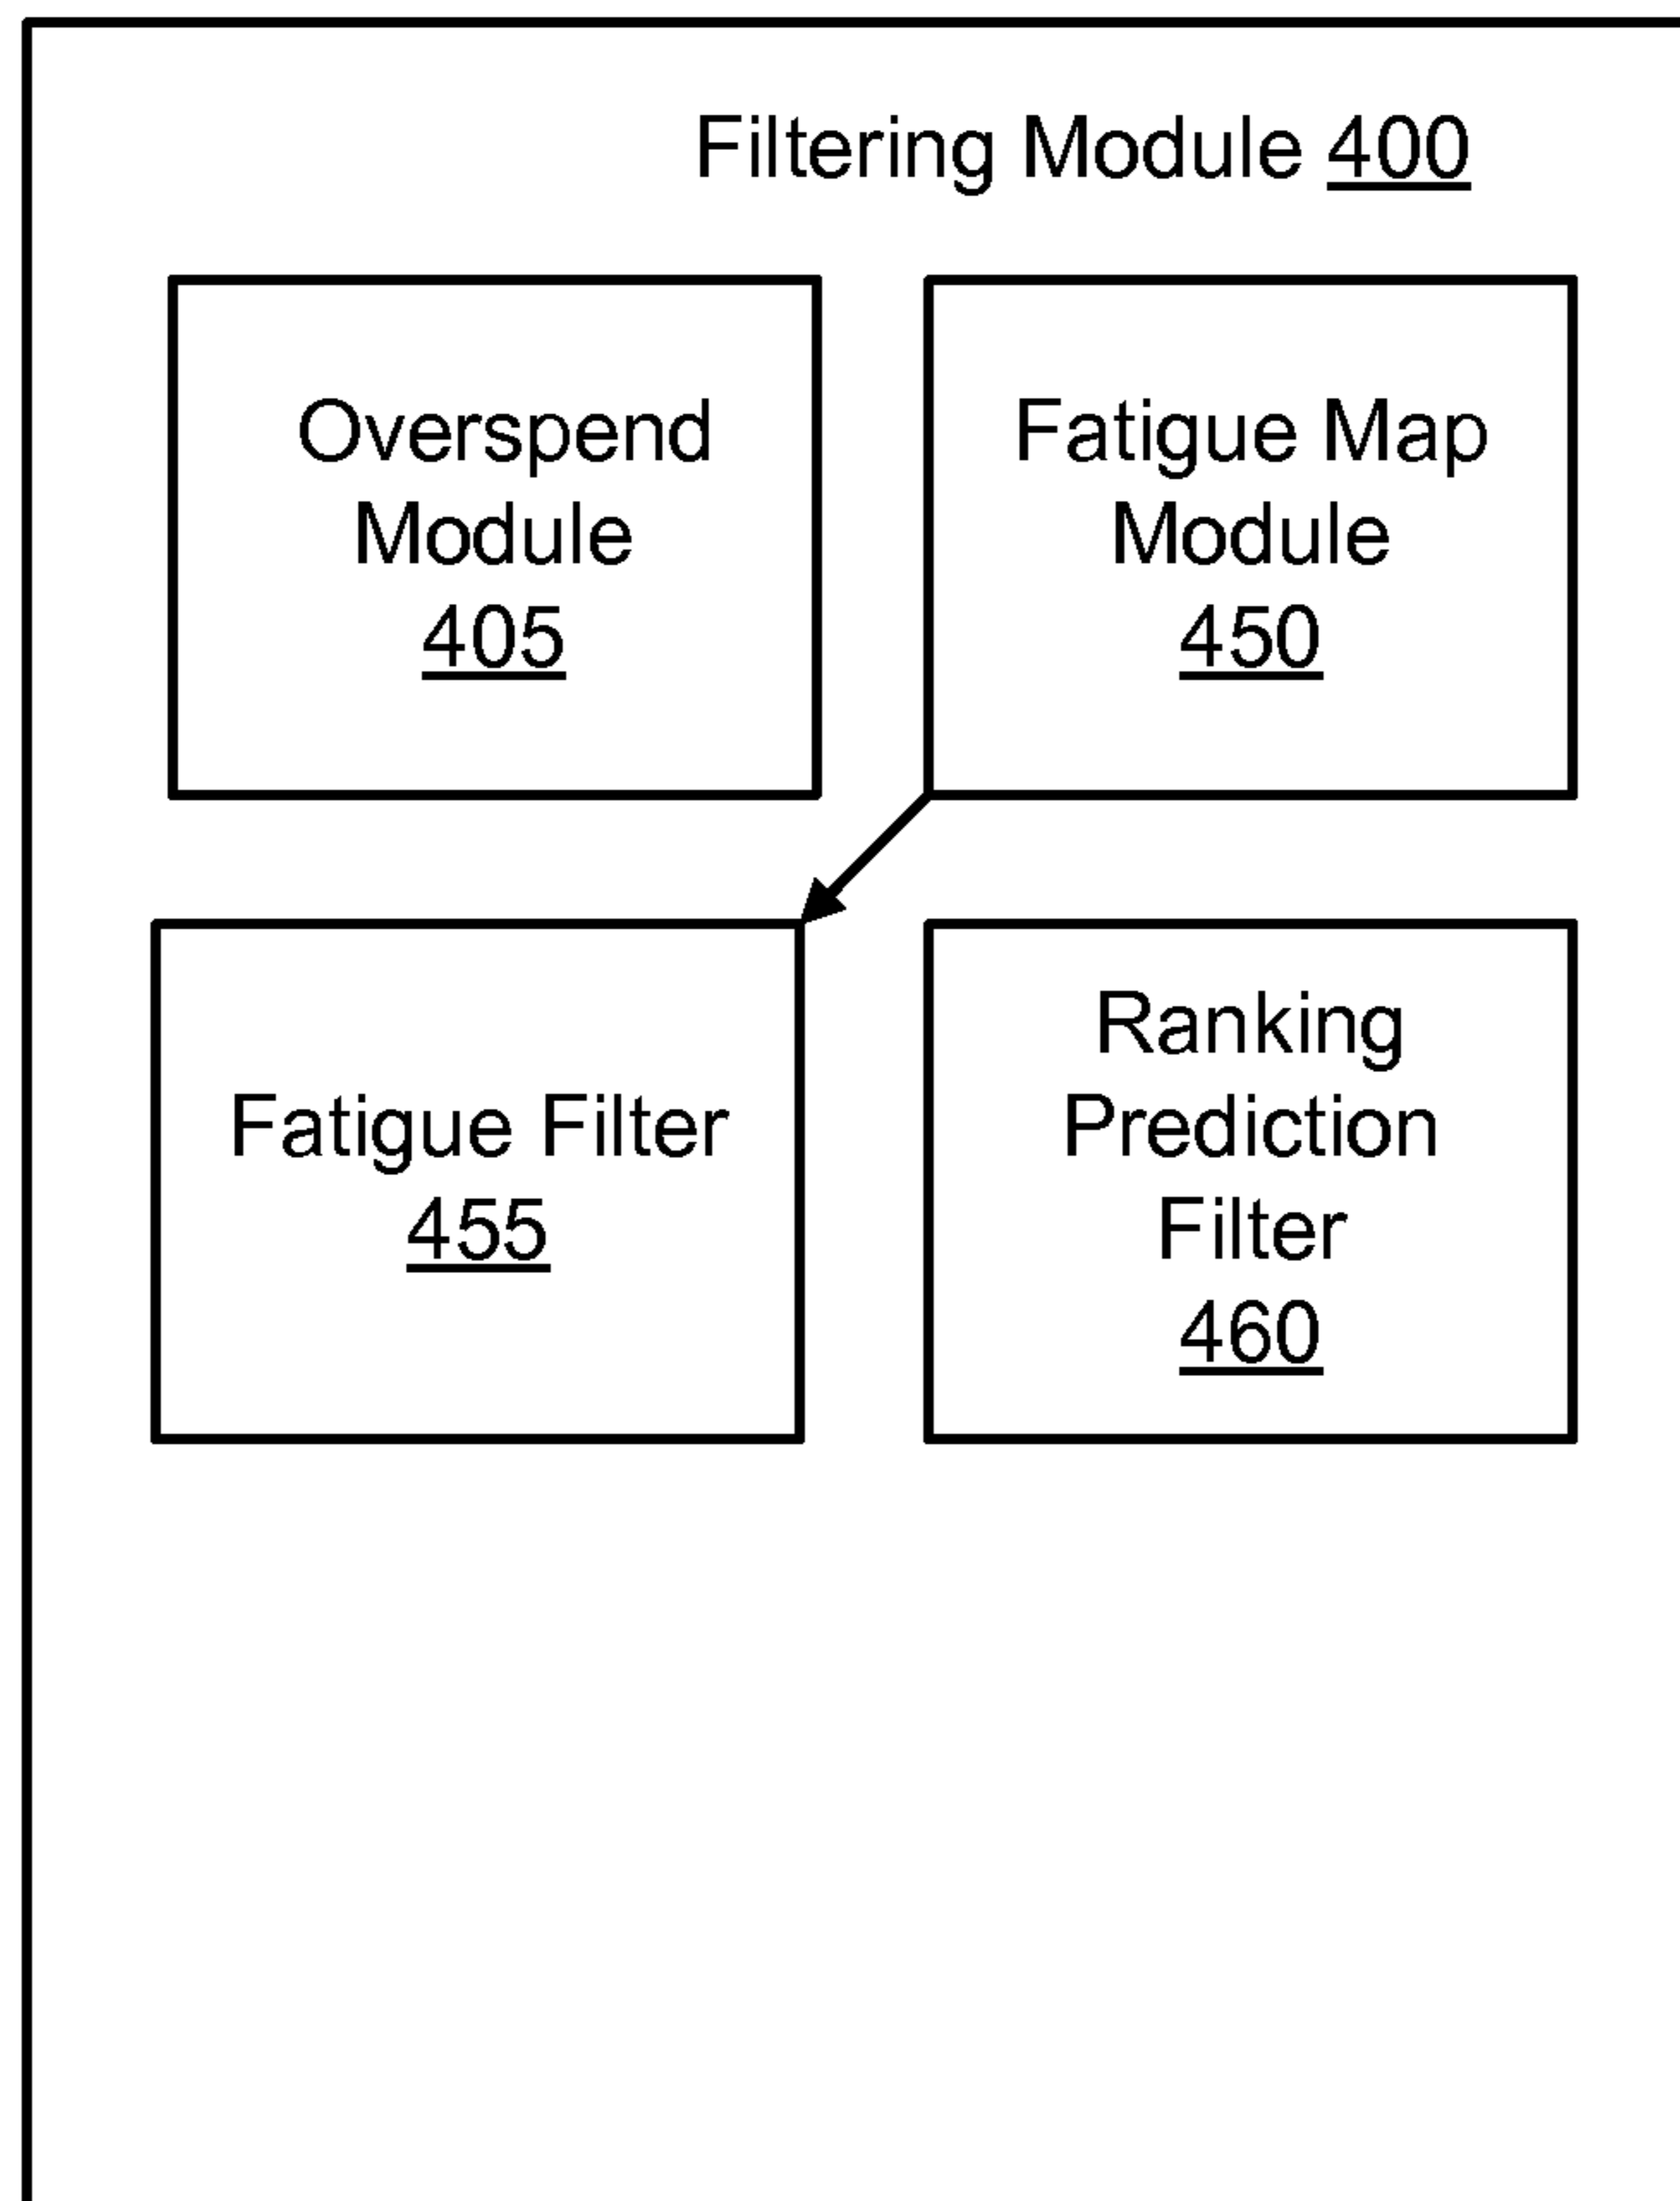 Filtering Module 400
Overspend
Module
405
Fatigue Map
Module
450
Fatigue Filter
455
Ranking
Prediction
Filter
460